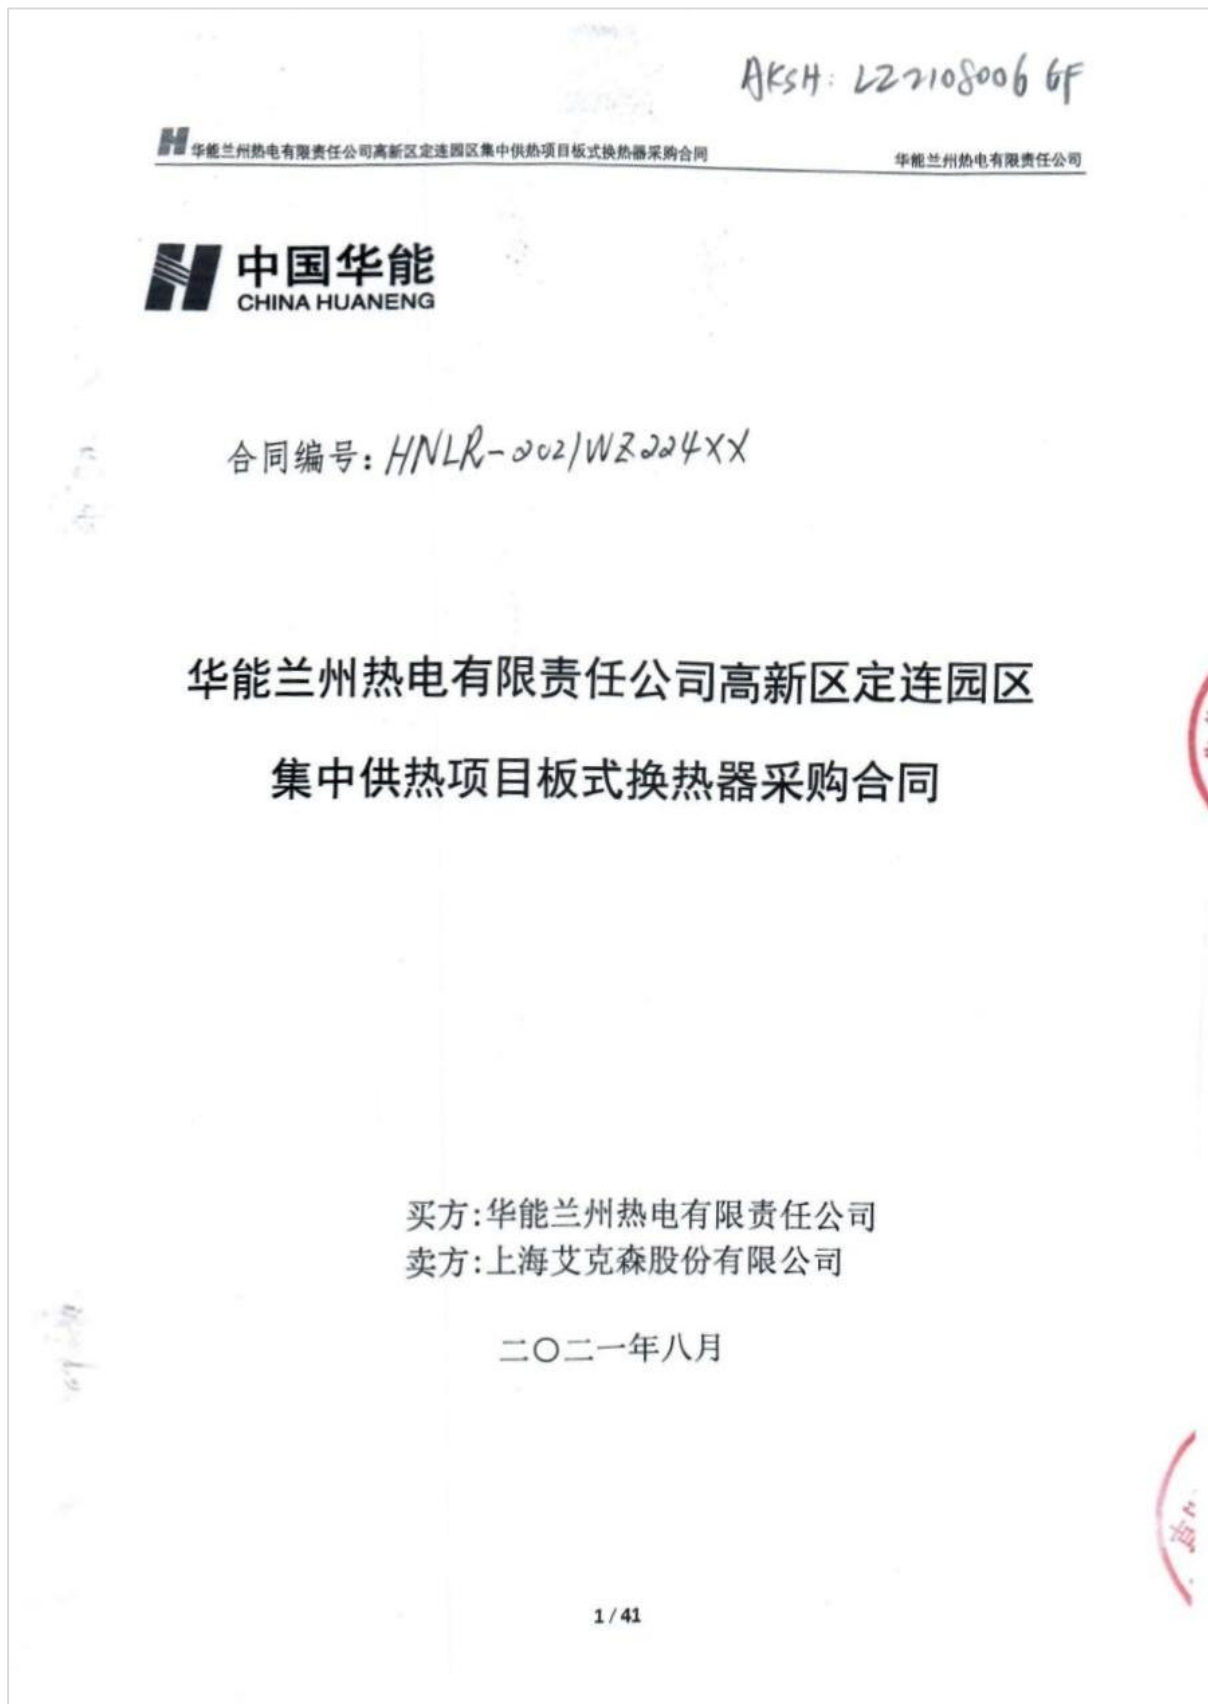 AKSH: LZ2108006 GF
华能兰州热电有限责任公司高新区定连园区集中供热项目板式换热器采购合同 华能兰州热电有限责任公司
中国华能
CHINA HUANENG
合同编号: HNLR-2021WZ224XX
华能兰州热电有限责任公司高新区定连园区
集中供热项目板式换热器采购合同
买方:华能兰州热电有限责任公司
卖方:上海艾克森股份有限公司
二〇二一年八月
1 / 41